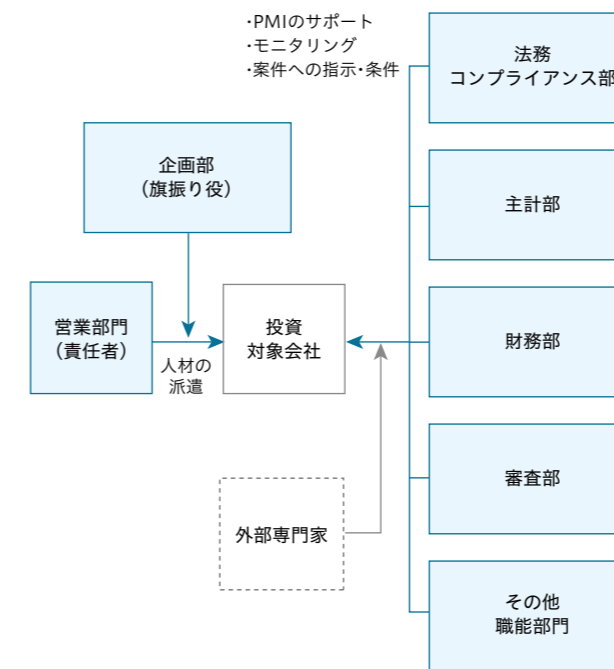 ・PMIのサポート
・モニタリング
・案件への指示・条件
法務
コンプライアンス部
企画部
（旗振り役）
主計部
営業部門
（責任者）
人材の
派遣
投資
対象会社
財務部
外部専門家
審査部
その他
職能部門